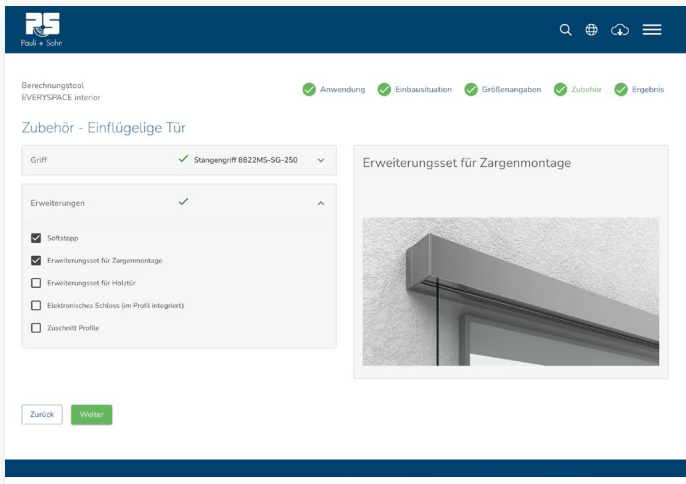 PS
Pauli + Sohn
Berechnungstool
EVERYSPACE interior
Anwendung Einbausituation Größenangaben Zubehör Ergebnis
Zubehör - Einflügelige Tür
Griff Stangengriff 8822MS-SG-250
Erweiterungen
Softstopp
Erweiterungsset für Zargenmontage
Erweiterungsset für Holztür
Elektronisches Schloss (im Profil integriert)
Zuschnitt Profile
Erweiterungsset für Zargenmontage
Zurück Weiter